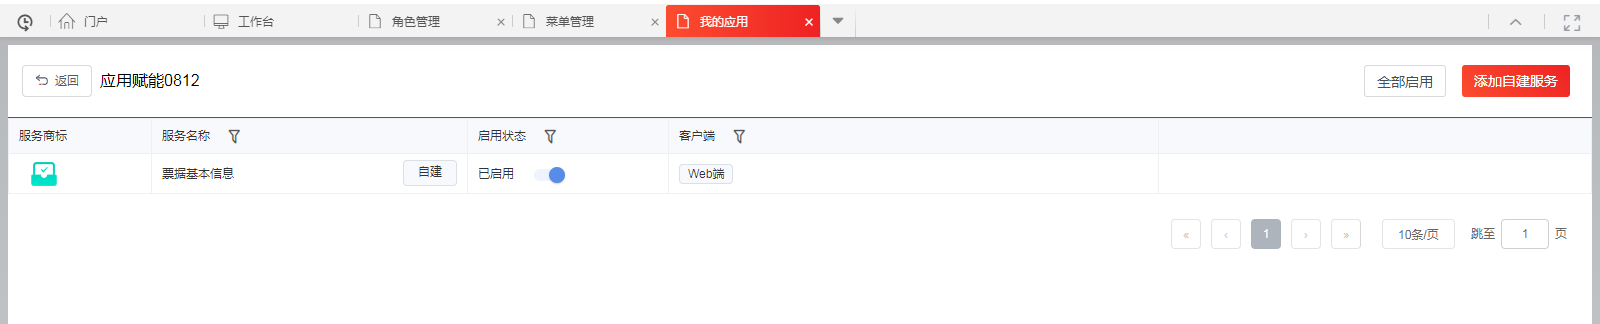 门户 工作台 角色管理 菜单管理 我的应用
返回 应用赋能0812 全部启用 添加自建服务
服务商标 服务名称 启用状态 客户端
票据基本信息 自建 已启用 Web端
« ‹ 1 › » 10条/页 跳至 1 页